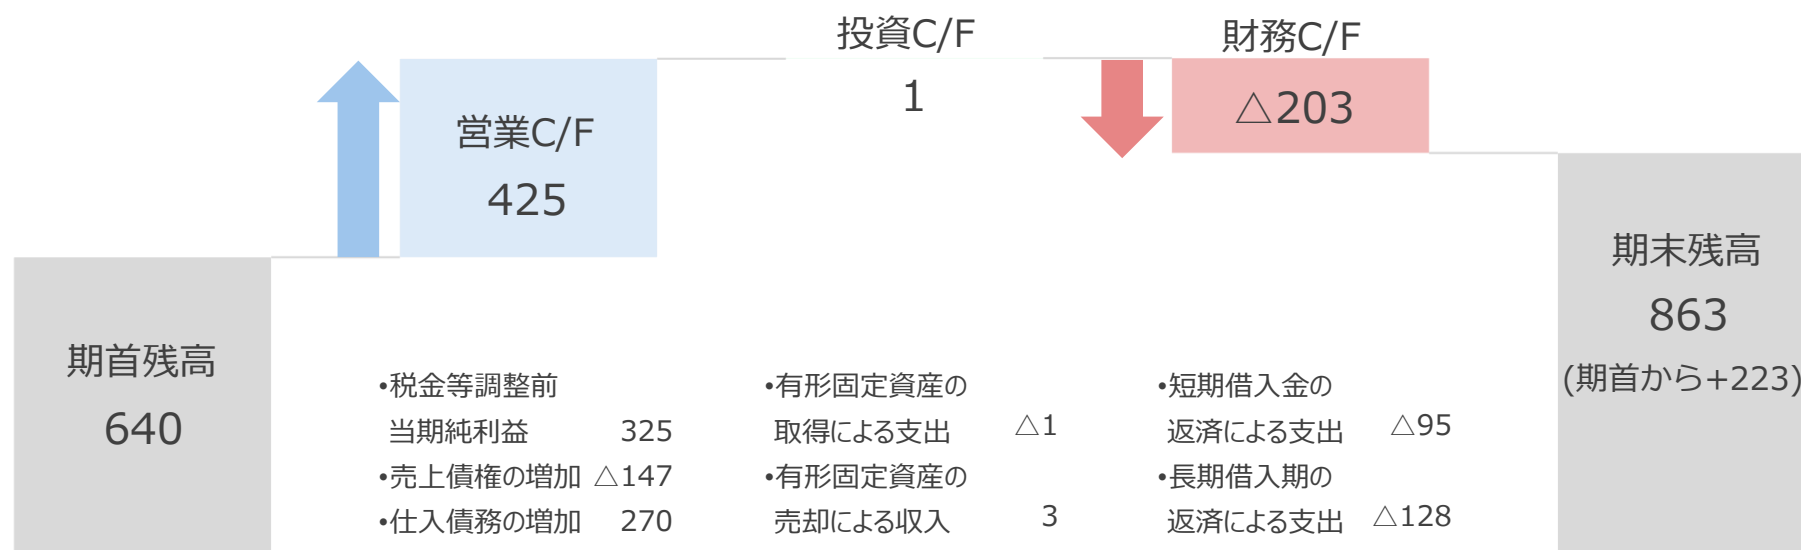 期首残高
640
営業C/F
425
•税金等調整前
当期純利益 325
•売上債権の増加 △147
•仕入債務の増加 270
投資C/F
1
•有形固定資産の
取得による支出 △1
•有形固定資産の
売却による収入 3
財務C/F
△203
•短期借入金の
返済による支出 △95
•長期借入期の
返済による支出 △128
期末残高
863
(期首から+223)